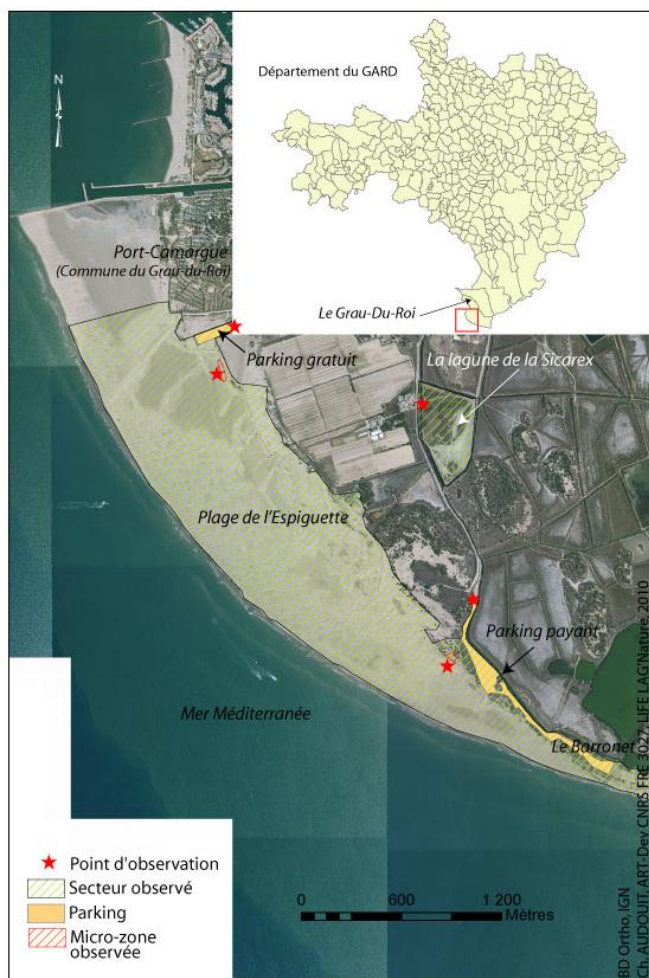 N
Département du GARD
Port-Camargue
(Commune du Grau-du-Roi)
Le Grau-Du-Roi
Parking gratuit
La lagune de la Sicarex
Plage de l'Espiguette
Parking payant
Mer Méditerranée
Le Barronet
Point d'observation
Secteur observé
Parking
Micro-zone
observée
0 600 1 200
Mètres
BD Ortho, IGN
Ch. AUDOUIT, ART-Dev CNRS FRE 3027, LIFE LAG'Nature, 2010